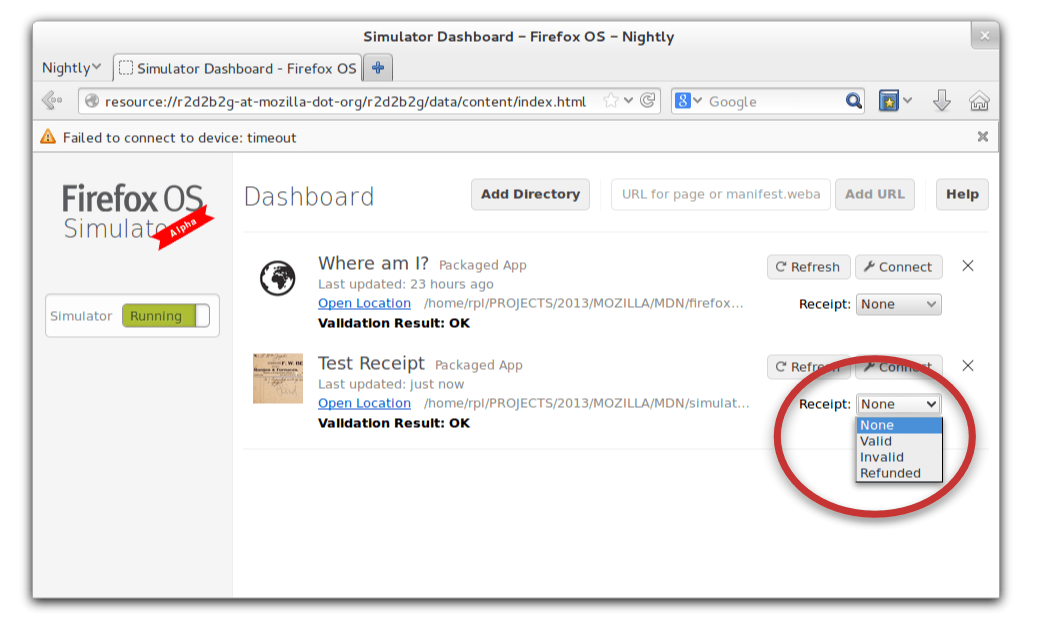 Simulator Dashboard – Firefox OS – Nightly
Nightly
Simulator Dashboard - Firefox OS
resource://r2d2b2g-at-mozilla-dot-org/r2d2b2g/data/content/index.html
8 Google
Failed to connect to device: timeout
Firefox OS
Simulato
Alpha
Simulator Running
Dashboard Add Directory URL for page or manifest.weba Add URL Help
Where am I? Packaged App Refresh Connect
Last updated: 23 hours ago
Open Location /home/rpl/PROJECTS/2013/MOZILLA/MDN/firefox... Receipt: None
Validation Result: OK
Test Receipt Packaged App Refresh Connect
Last updated: just now
Open Location /home/rpl/PROJECTS/2013/MOZILLA/MDN/simulat... Receipt: None
Validation Result: OK
None
Valid
Invalid
Refunded